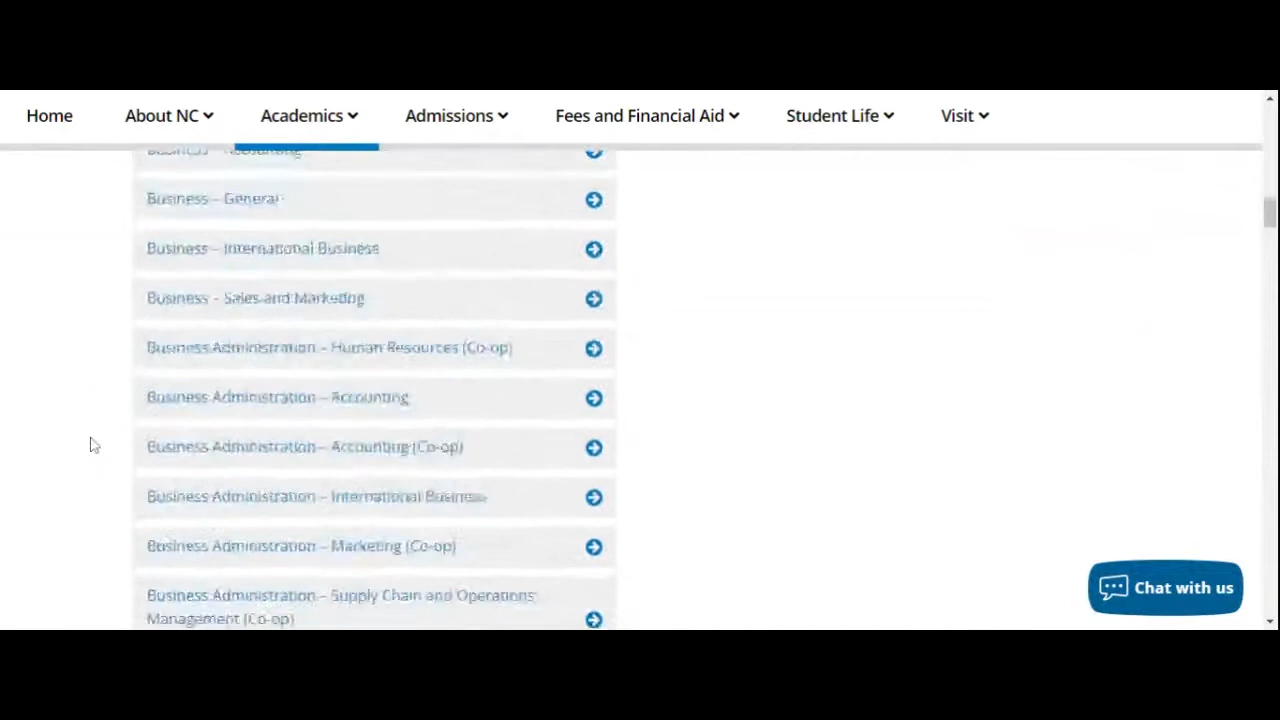 Home About NC Academics Admissions Fees and Financial Aid Student Life Visit
Business – Accounting
Business – General
Business – International Business
Business – Sales and Marketing
Business Administration – Human Resources (Co-op)
Business Administration – Accounting
Business Administration – Accounting (Co-op)
Business Administration – International Business
Business Administration – Marketing (Co-op)
Business Administration – Supply Chain and Operations
Management (Co-op)
Chat with us